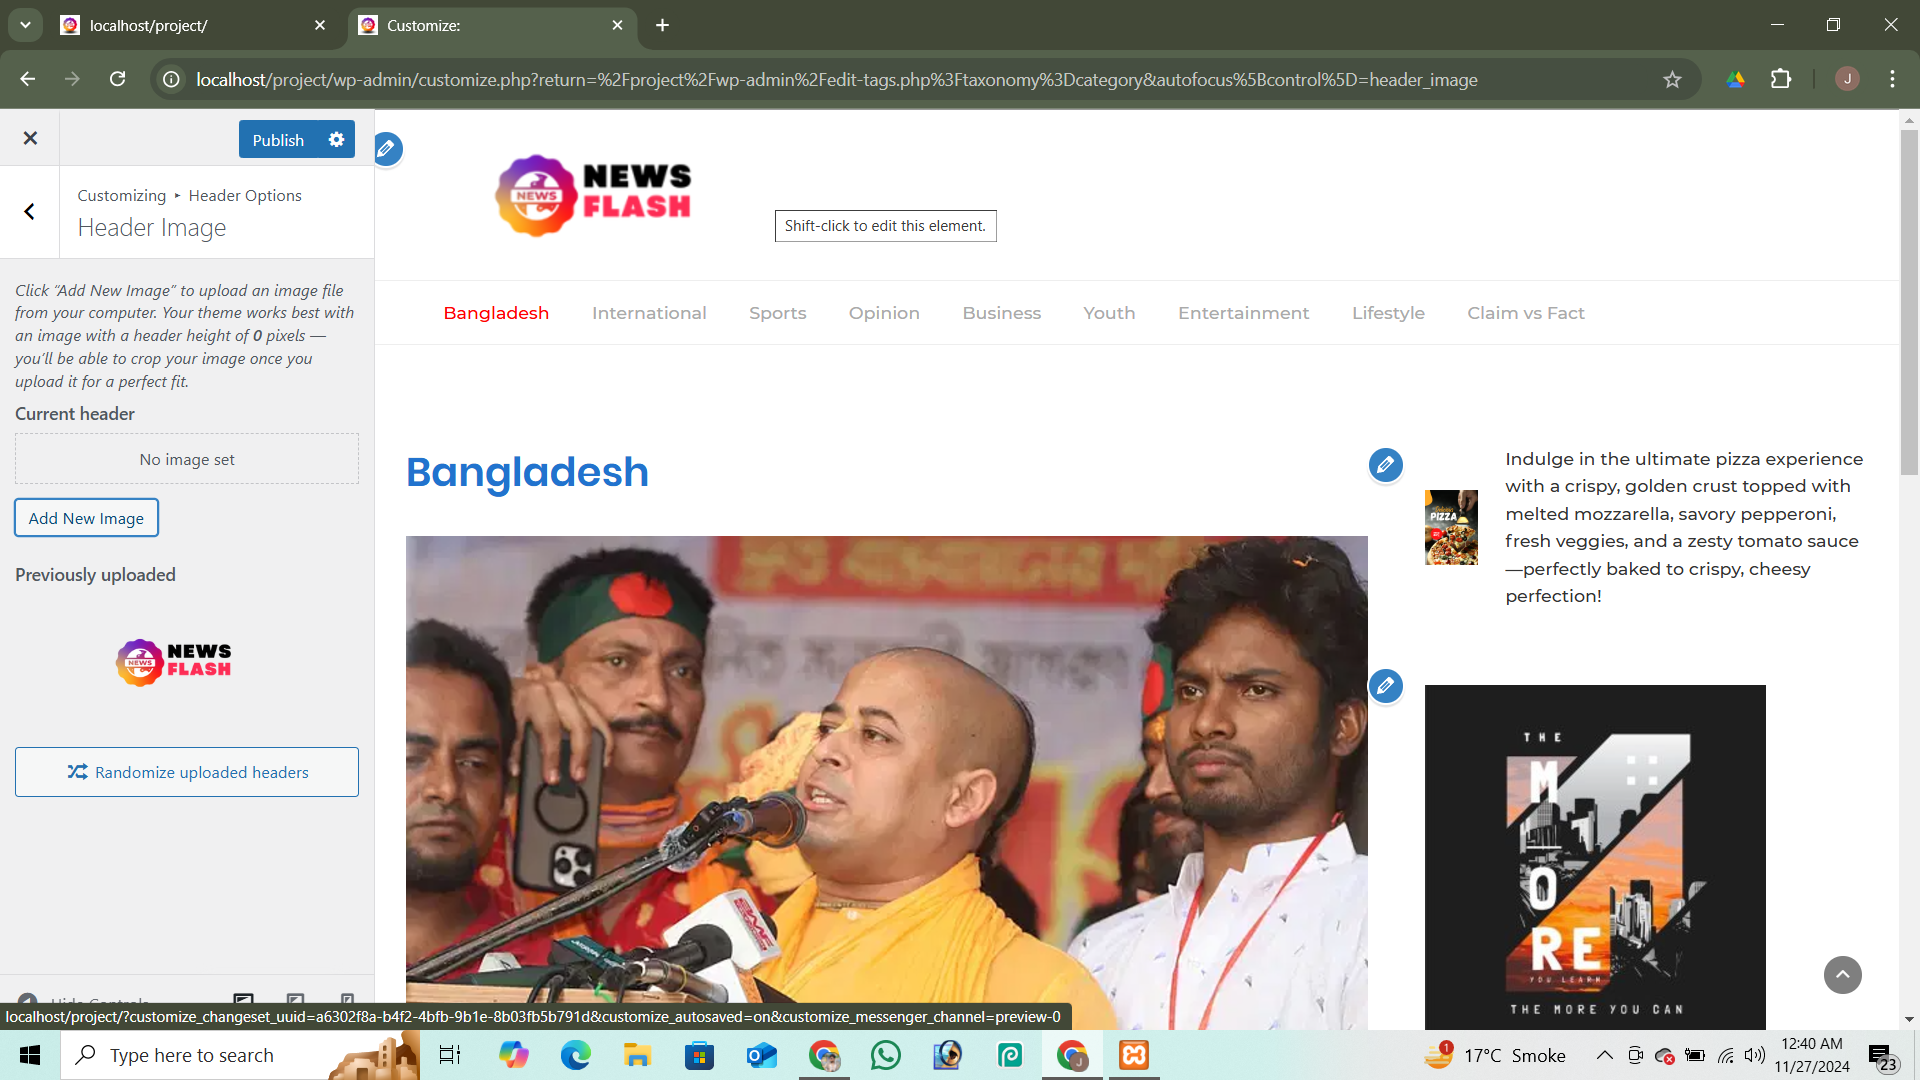 localhost/project/
Customize:
localhost/project/wp-admin/customize.php?return=%2Fproject%2Fwp-admin%2Fedit-tags.php%3Ftaxonomy%3Dcategory&autofocus%5Bcontrol%5D=header_image
J
Publish
Customizing ▸ Header Options
Header Image
Click “Add New Image” to upload an image file
from your computer. Your theme works best with
an image with a header height of 0 pixels —
you’ll be able to crop your image once you
upload it for a perfect fit.
Current header
No image set
Add New Image
Previously uploaded
NEWS
NEWS
FLASH
Randomize uploaded headers
NEWS
NEWS
FLASH
Shift-click to edit this element.
Bangladesh International Sports Opinion Business Youth Entertainment Lifestyle Claim vs Fact
Bangladesh
PIZZA
Indulge in the ultimate pizza experience
with a crispy, golden crust topped with
melted mozzarella, savory pepperoni,
fresh veggies, and a zesty tomato sauce
—perfectly baked to crispy, cheesy
perfection!
THE
MORE
YOU LEARN
THE MORE YOU CAN
Hide Controls
localhost/project/?customize_changeset_uuid=a6302f8a-b4f2-4bfb-9b1e-8b03fb5b791d&customize_autosaved=on&customize_messenger_channel=preview-0
Type here to search
1
17°C Smoke
12:40 AM
11/27/2024
23